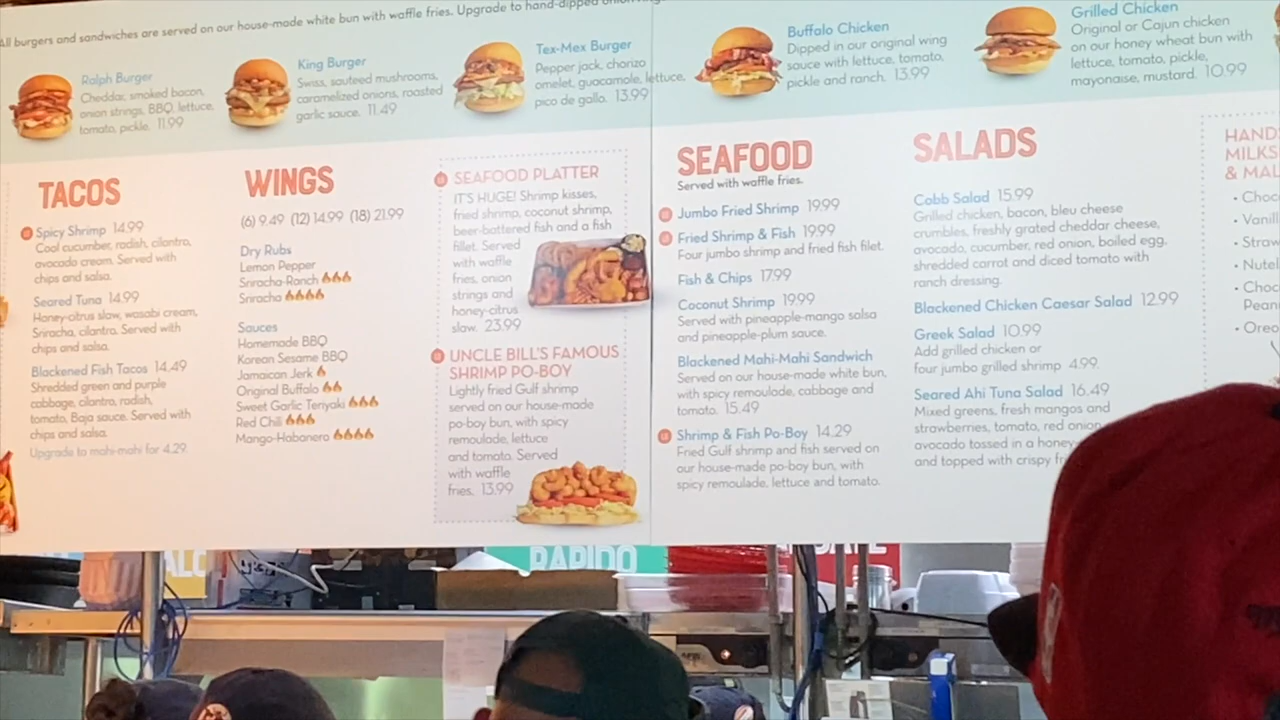 All burgers and sandwiches are served on our house-made white bun with waffle fries. Upgrade to hand-dipped
Ralph Burger
Cheddar, smoked bacon,
onion strings, BBQ, lettuce,
tomato, pickle. 11.99
King Burger
Swiss, sautéed mushrooms,
caramelized onions, roasted
garlic sauce. 11.49
Tex-Mex Burger
Pepper jack, chorizo
omelet, guacamole, lettuce,
pico de gallo. 13.99
Buffalo Chicken
Dipped in our original wing
sauce with lettuce, tomato,
pickle and ranch. 13.99
Grilled Chicken
Original or Cajun chicken
on our honey wheat bun with
lettuce, tomato, pickle,
mayonaise, mustard. 10.99
TACOS
Spicy Shrimp 14.99
Cool cucumber, radish, cilantro,
avocado cream. Served with
chips and salsa.
Seared Tuna 14.99
Honey-citrus slaw, wasabi cream,
Sriracha, cilantro. Served with
chips and salsa.
Blackened Fish Tacos 14.49
Shredded green and purple
cabbage, cilantro, radish,
tomato, Baja sauce. Served with
chips and salsa.
Upgrade to mahi-mahi for 4.29
WINGS
(6) 9.49 (12) 14.99 (18) 21.99
Dry Rubs
Lemon Pepper
Sriracha-Ranch
Sriracha
Sauces
Homemade BBQ
Korean Sesame BBQ
Jamaican Jerk
Original Buffalo
Sweet Garlic Teriyaki
Red Chili
Mango-Habanero
SEAFOOD PLATTER
IT'S HUGE! Shrimp kisses,
fried shrimp, coconut shrimp,
beer-battered fish and a fish
fillet. Served
with waffle
fries, onion
strings and
honey-citrus
slaw. 23.99
UNCLE BILL'S FAMOUS
SHRIMP PO-BOY
Lightly fried Gulf shrimp
served on our house-made
po-boy bun, with spicy
remoulade, lettuce
and tomato. Served
with waffle
fries. 13.99
SEAFOOD
Served with waffle fries.
Jumbo Fried Shrimp 19.99
Fried Shrimp & Fish 19.99
Four jumbo shrimp and fried fish filet.
Fish & Chips 17.99
Coconut Shrimp 19.99
Served with pineapple-mango salsa
and pineapple-plum sauce.
Blackened Mahi-Mahi Sandwich
Served on our house-made white bun,
with spicy remoulade, cabbage and
tomato. 15.49
Shrimp & Fish Po-Boy 14.29
Fried Gulf shrimp and fish served on
our house-made po-boy bun, with
spicy remoulade, lettuce and tomato.
SALADS
Cobb Salad 15.99
Grilled chicken, bacon, bleu cheese
crumbles, freshly grated cheddar cheese,
avocado, cucumber, red onion, boiled egg,
shredded carrot and diced tomato with
ranch dressing.
Blackened Chicken Caesar Salad 12.99
Greek Salad 10.99
Add grilled chicken or
four jumbo grilled shrimp 4.99
Seared Ahi Tuna Salad 16.49
Mixed greens, fresh mangos and
strawberries, tomato, red onion
avocado tossed in a honey-
and topped with crispy
HAND
MILKS
& MAL
• Choc
• Vanill
• Straw
• Nutel
• Choc
Pean
• Oreo
RAPIDO